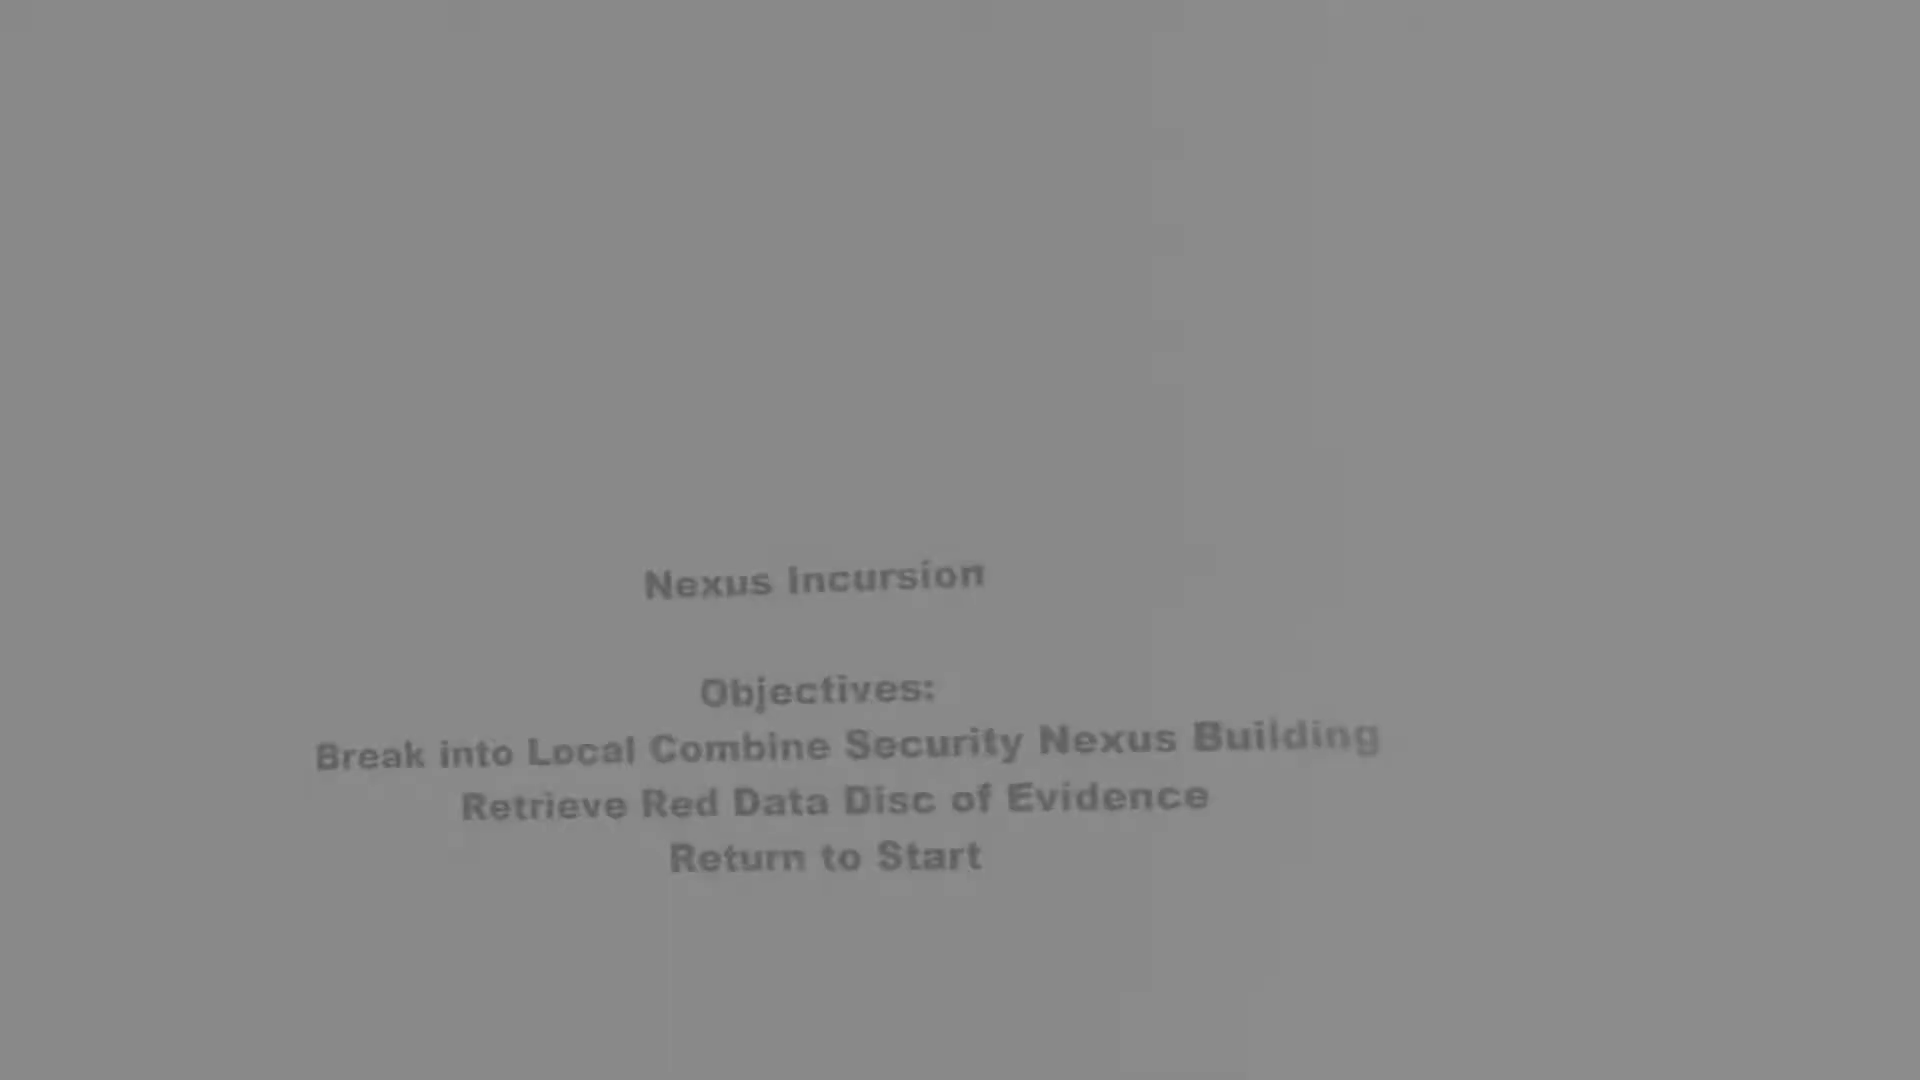 Nexus Incursion
Objectives:
Break into Local Combine Security Nexus Building
Retrieve Red Data Disc of Evidence
Return to Start